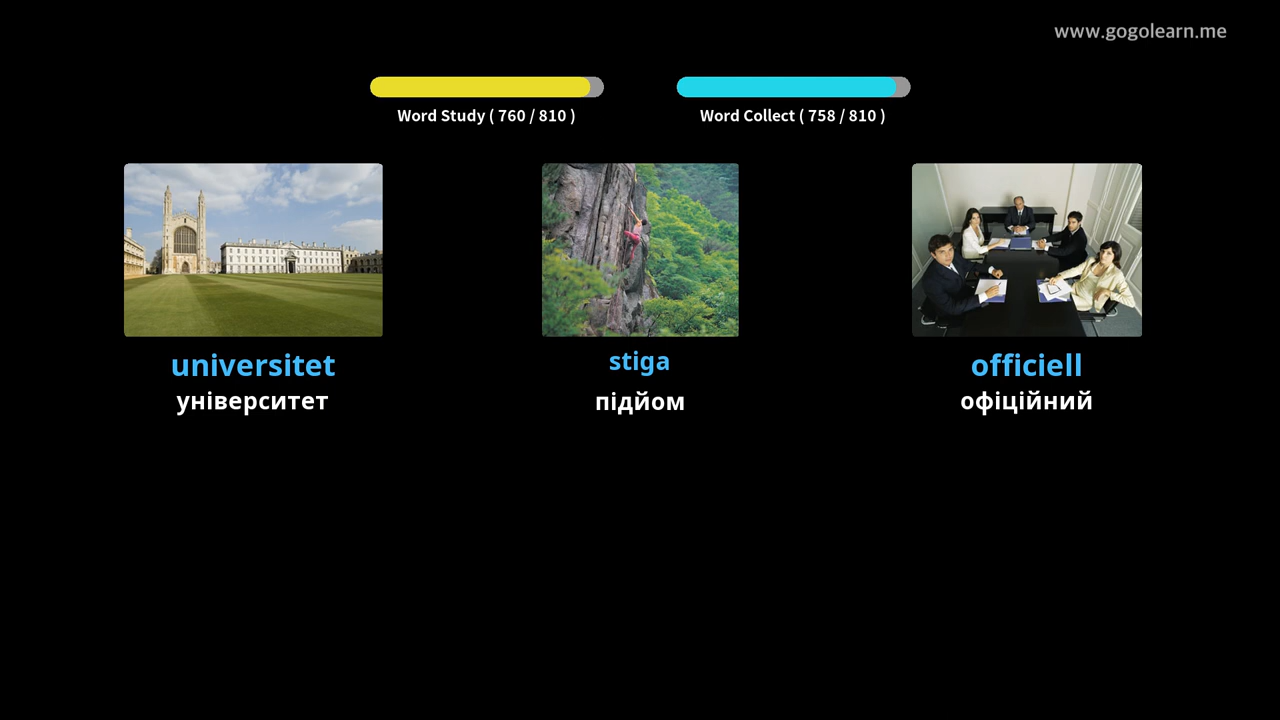 www.gogolearn.me
Word Study ( 760 / 810 )
Word Collect ( 758 / 810 )
universitet
університет
stiga
підйом
officiell
офіційний